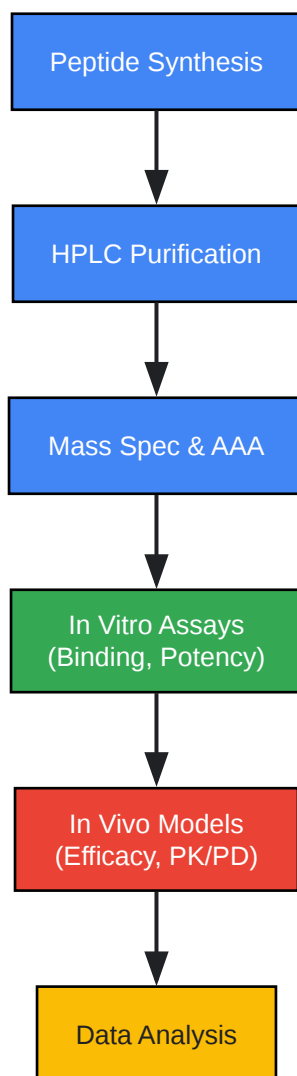 Peptide Synthesis
HPLC Purification
Mass Spec & AAA
In Vitro Assays
(Binding, Potency)
In Vivo Models
(Efficacy, PK/PD)
Data Analysis